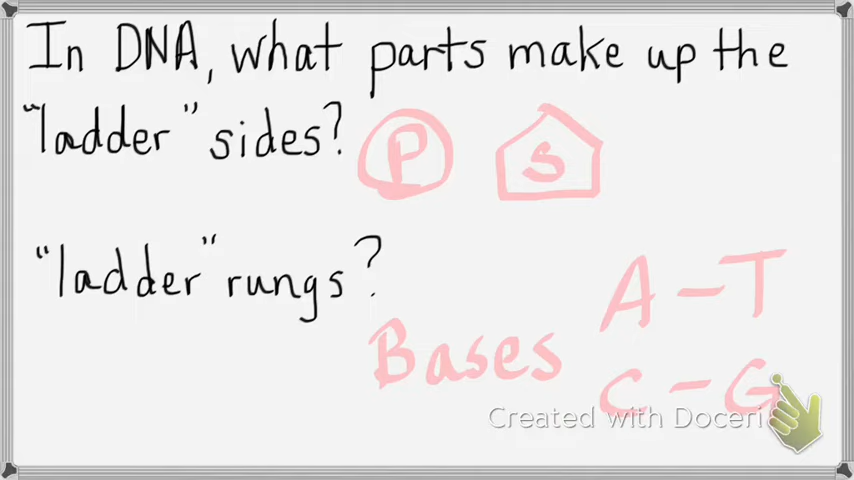 In DNA, what parts make up the
"ladder" sides? P S
"ladder" rungs?
A - T
Bases
C - G
Created with Doceri